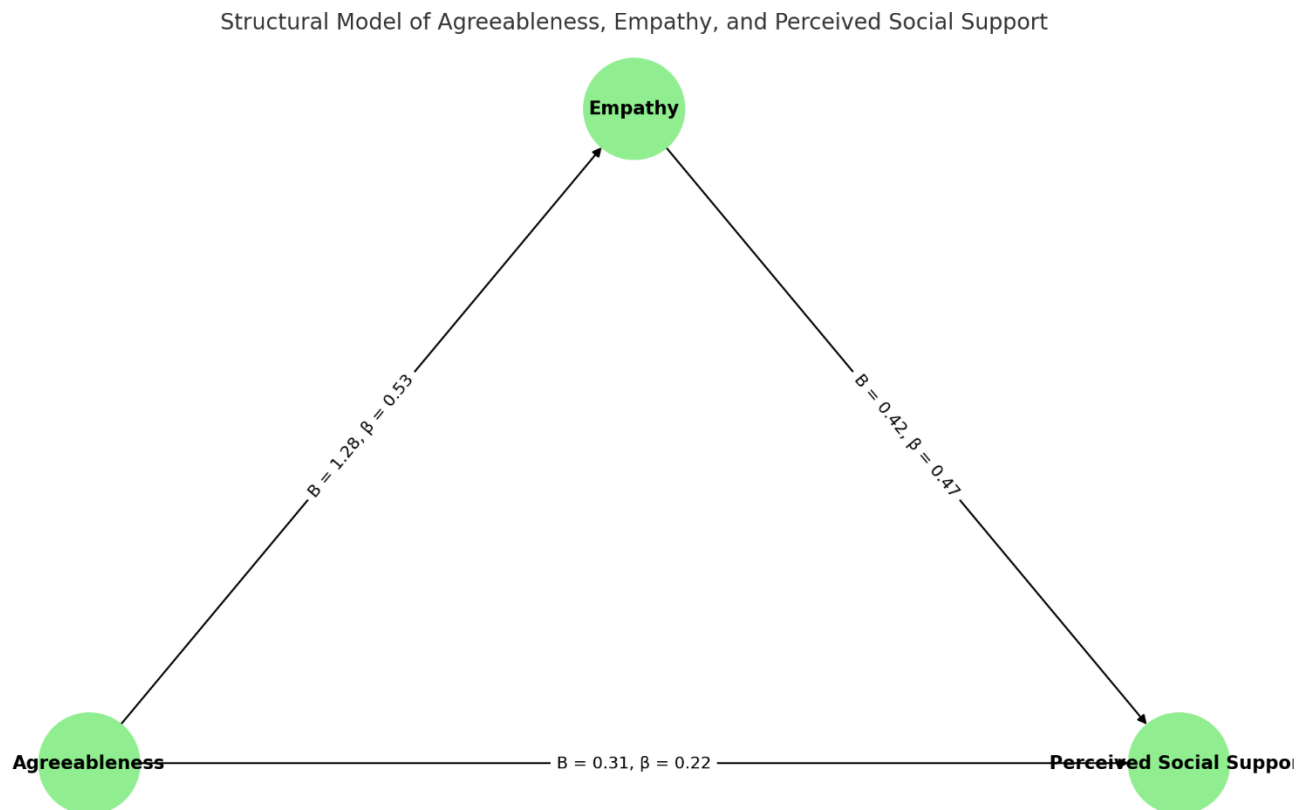 Structural Model of Agreeableness, Empathy, and Perceived Social Support
Empathy
B = 1.28, β = 0.53
B = 0.42, β = 0.47
Agreeableness
B = 0.31, β = 0.22
Perceived Social Suppor